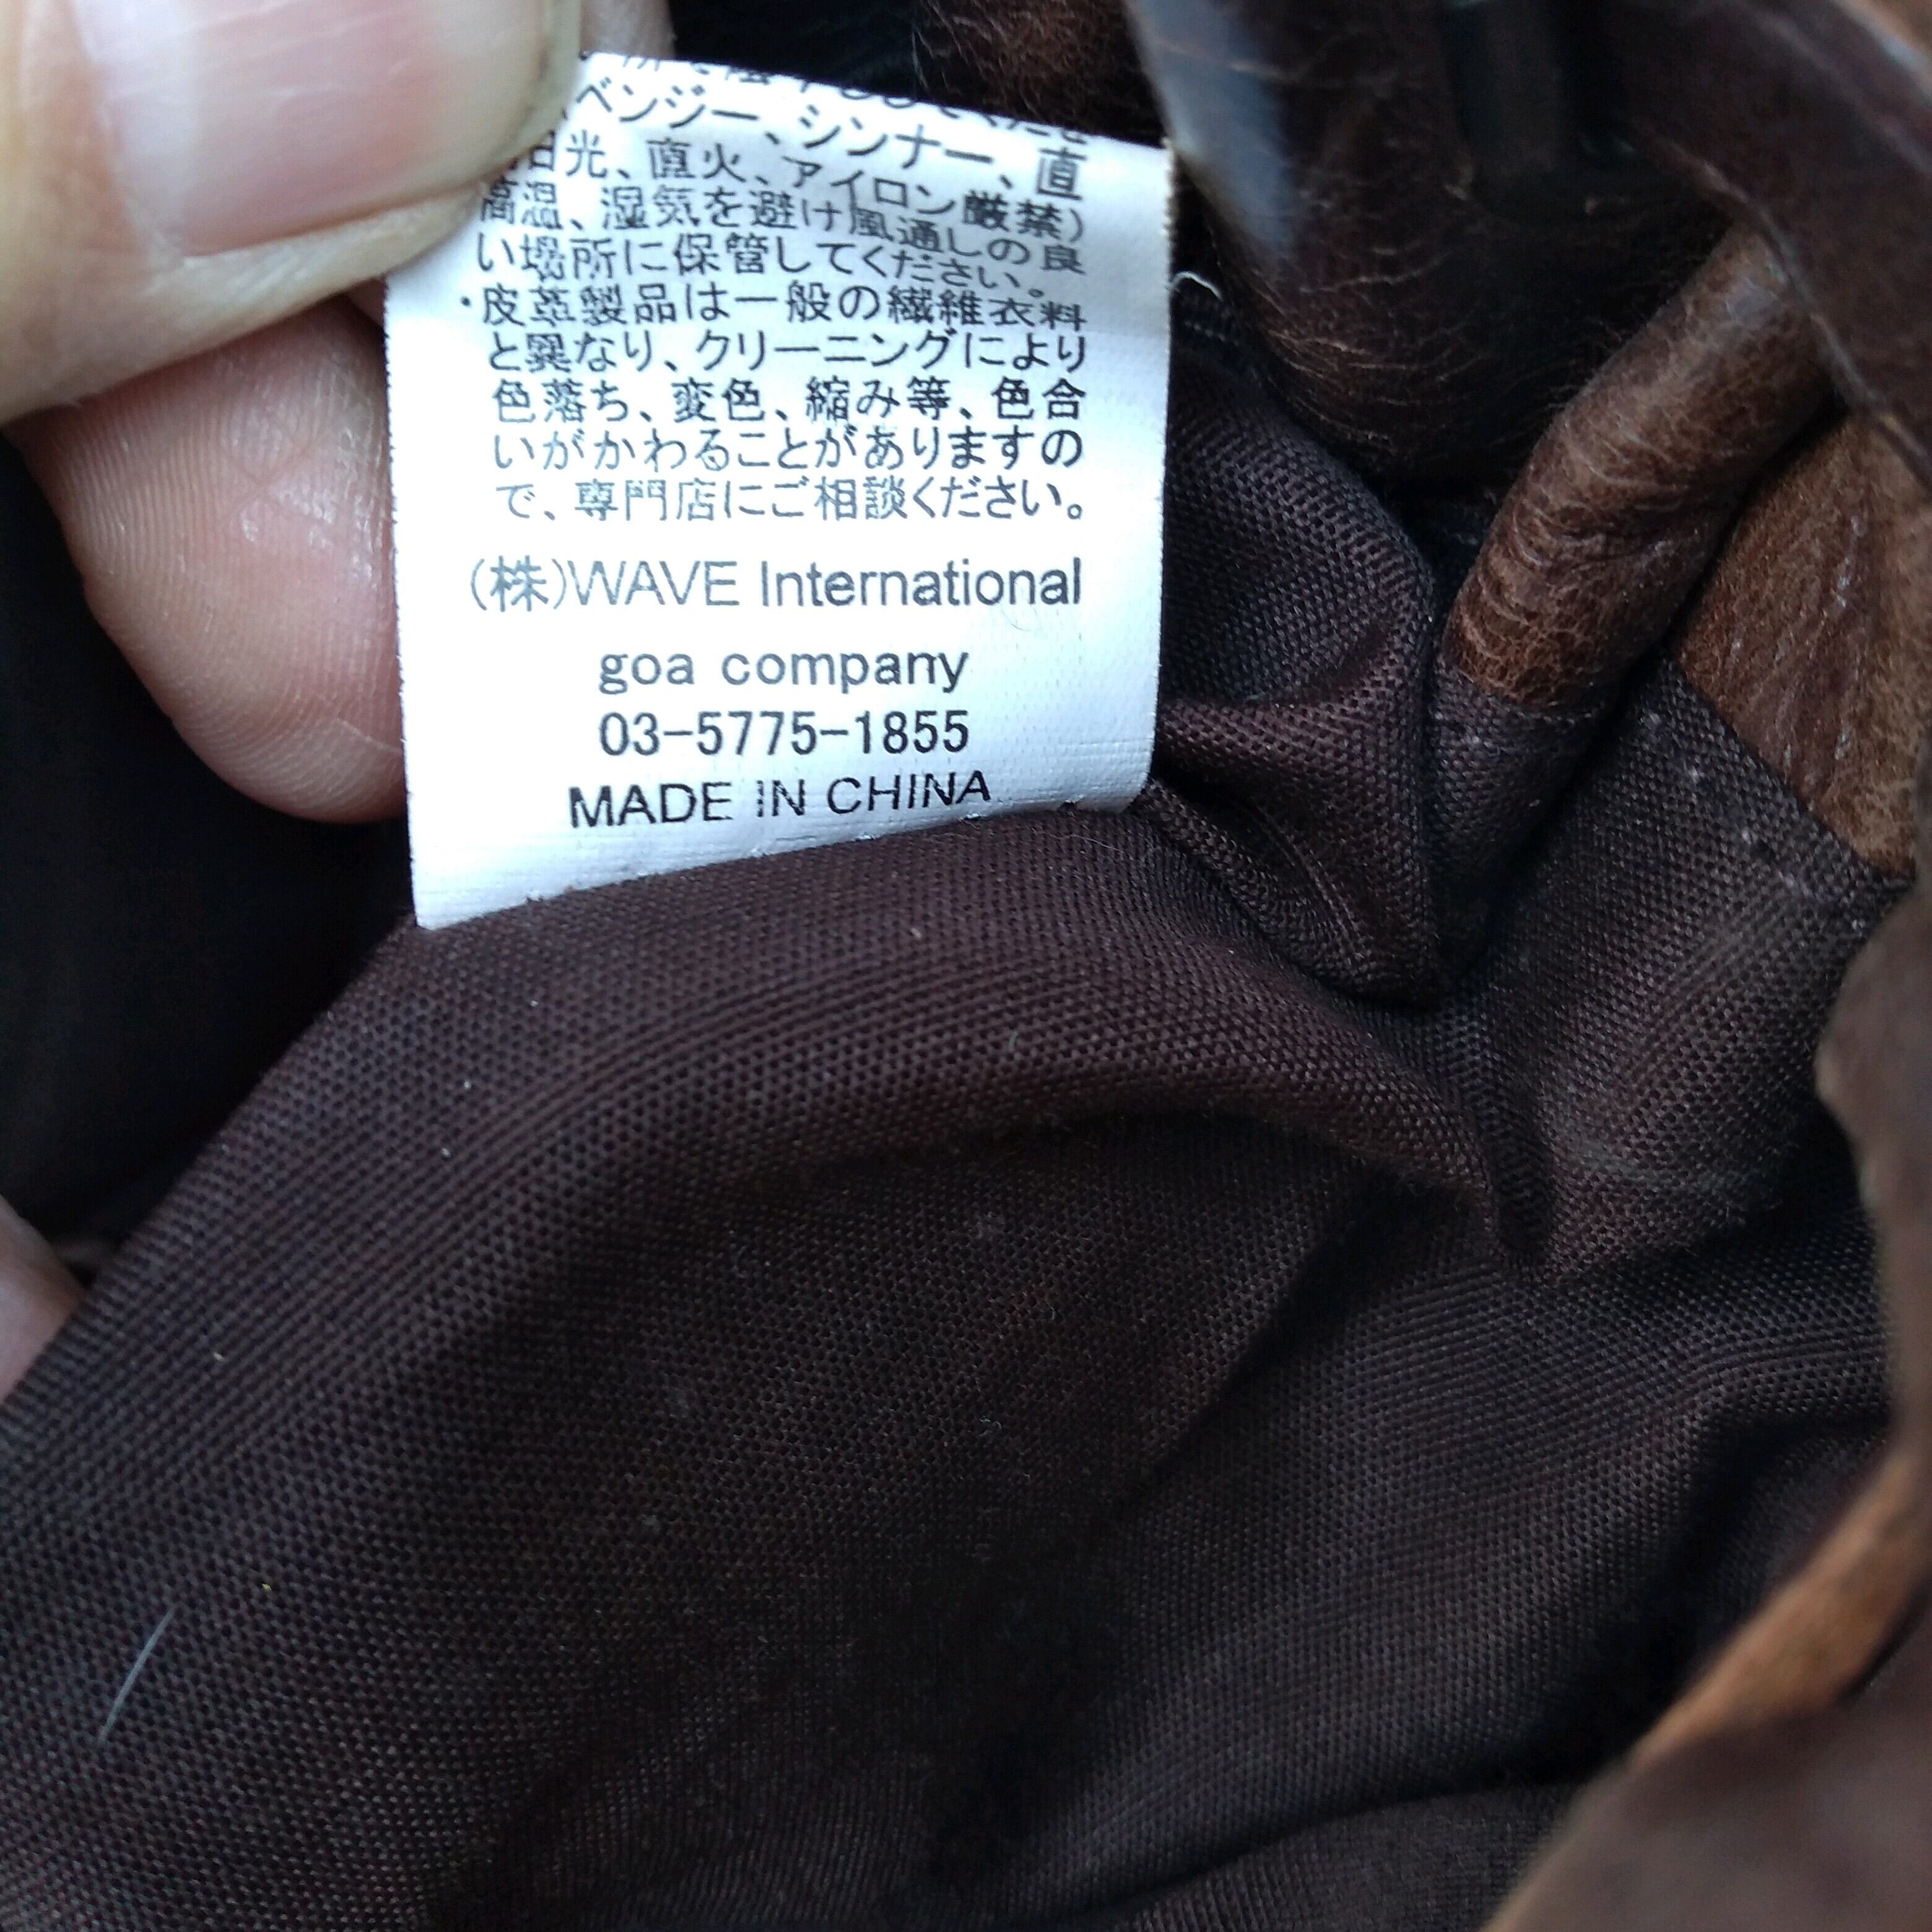 ベンジー、シンナー、直
日光、直火、アイロン厳禁)
高温、湿気を避け風通しの良
い場所に保管してください。
・皮革製品は一般の繊維衣料
と異なり、クリーニングにより
色落ち、変色、縮み等、色合
いがかわることがありますの
で、専門店にご相談ください。
(株)WAVE International
goa company
03-5775-1855
MADE IN CHINA